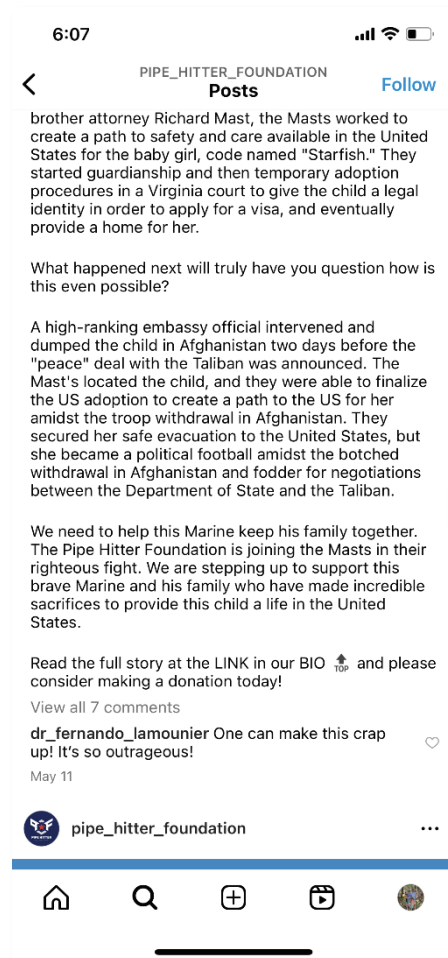 6:07
PIPE_HITTER_FOUNDATION
Posts
Follow
brother attorney Richard Mast, the Masts worked to
create a path to safety and care available in the United
States for the baby girl, code named "Starfish." They
started guardianship and then temporary adoption
procedures in a Virginia court to give the child a legal
identity in order to apply for a visa, and eventually
provide a home for her.
What happened next will truly have you question how is
this even possible?
A high-ranking embassy official intervened and
dumped the child in Afghanistan two days before the
"peace" deal with the Taliban was announced. The
Mast's located the child, and they were able to finalize
the US adoption to create a path to the US for her
amidst the troop withdrawal in Afghanistan. They
secured her safe evacuation to the United States, but
she became a political football amidst the botched
withdrawal in Afghanistan and fodder for negotiations
between the Department of State and the Taliban.
We need to help this Marine keep his family together.
The Pipe Hitter Foundation is joining the Masts in their
righteous fight. We are stepping up to support this
brave Marine and his family who have made incredible
sacrifices to provide this child a life in the United
States.
Read the full story at the LINK in our BIO 🔝 and please
consider making a donation today!
View all 7 comments
dr_fernando_lamounier One can make this crap
up! It's so outrageous!
May 11
pipe_hitter_foundation